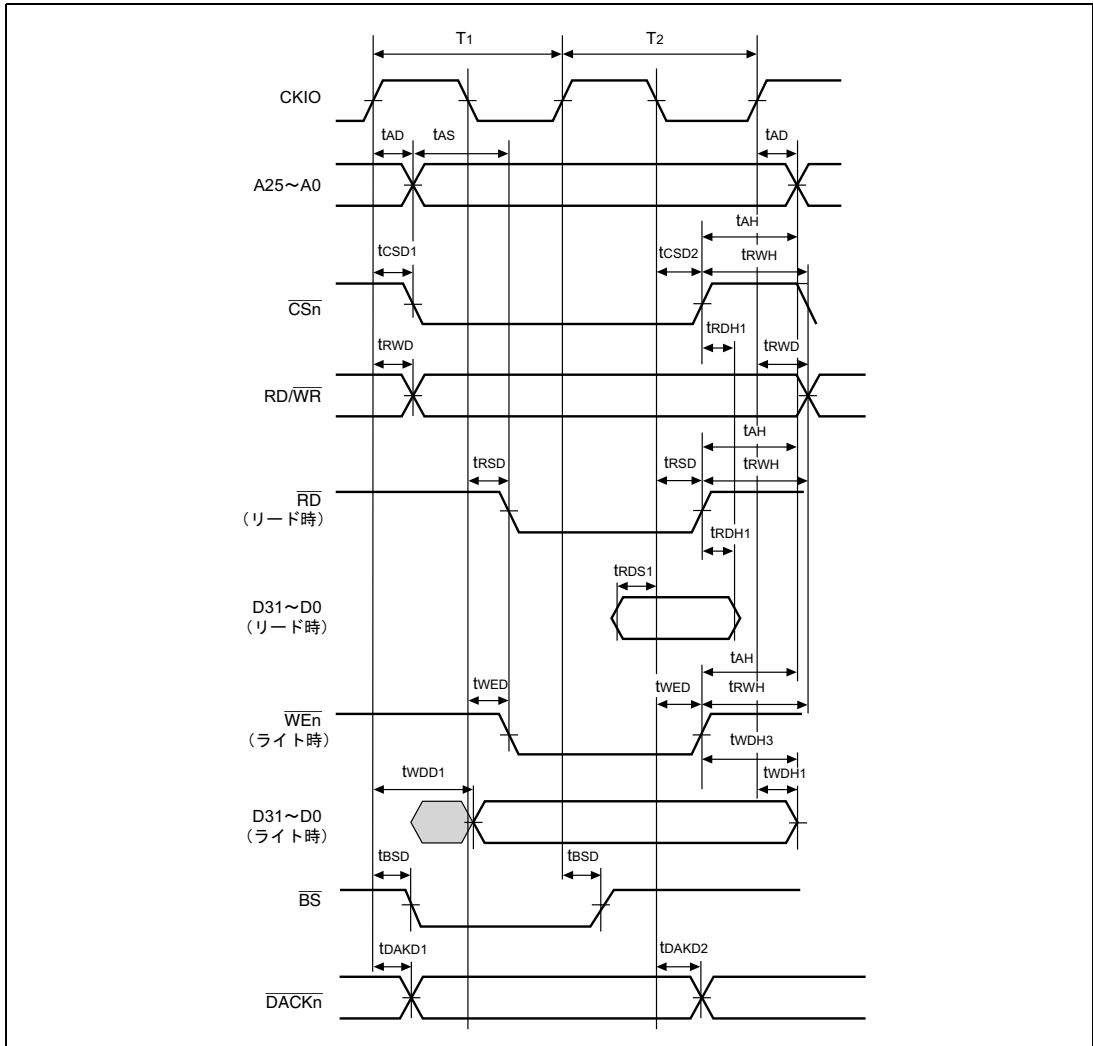 T1 T2
CKIO
tAD tAS tAD
A25～A0
tAH
tCSD1 tCSD2 tRWH
CSn
tRDH1
tRWD tRWD
RD/WR
tAH
tRSD tRSD tRWH
RD
（リード時）
tRDH1
tRDS1
D31～D0
（リード時）
tAH
tWED tWED tRWH
WEn
（ライト時）
tWDH3
tWDD1 tWDH1
D31～D0
（ライト時）
tBSD tBSD
BS
tDAKD1 tDAKD2
DACKn